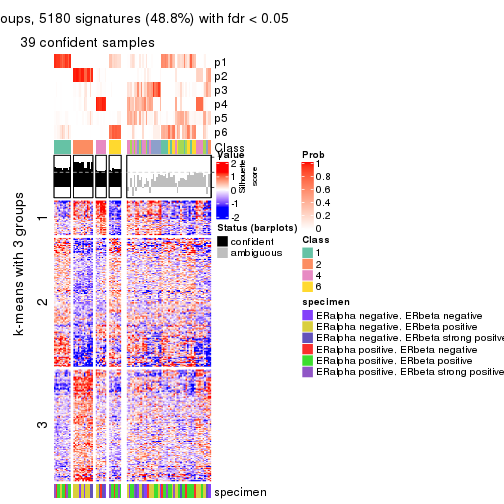 oups, 5180 signatures (48.8%) with fdr < 0.05
39 confident samples
p1
p2
p3
p4
p5
p6
Class
Value
2
1
0
-1
-2
Silhouette
score
Status (barplots)
confident
ambiguous
Prob
1
0.8
0.6
0.4
0.2
0
Class
1
2
4
6
specimen
ERalpha negative. ERbeta negative
ERalpha negative. ERbeta positive
ERalpha negative. ERbeta strong positive
ERalpha positive. ERbeta negative
ERalpha positive. ERbeta positive
ERalpha positive. ERbeta strong positive
k-means with 3 groups
1
2
3
specimen